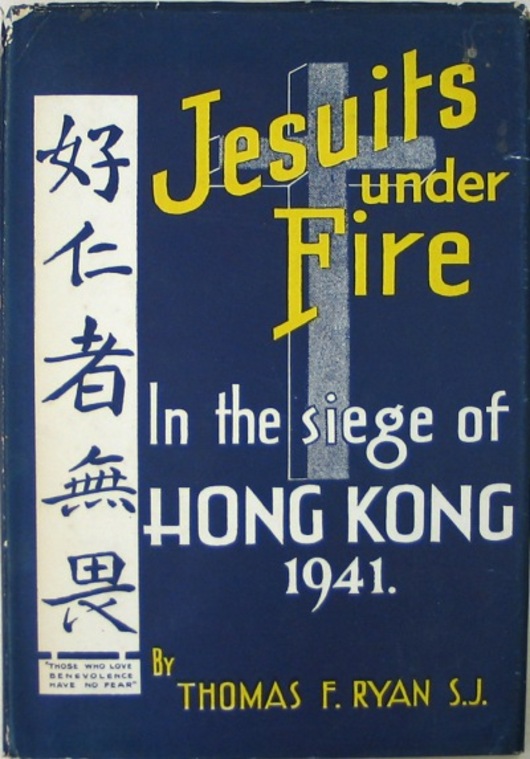 Jesuits
under
Fire
In the siege of
HONG KONG
1941.
By
THOMAS F. RYAN S.J.
好仁者無畏
"THOSE WHO LOVE
BENEVOLENCE
HAVE NO FEAR"